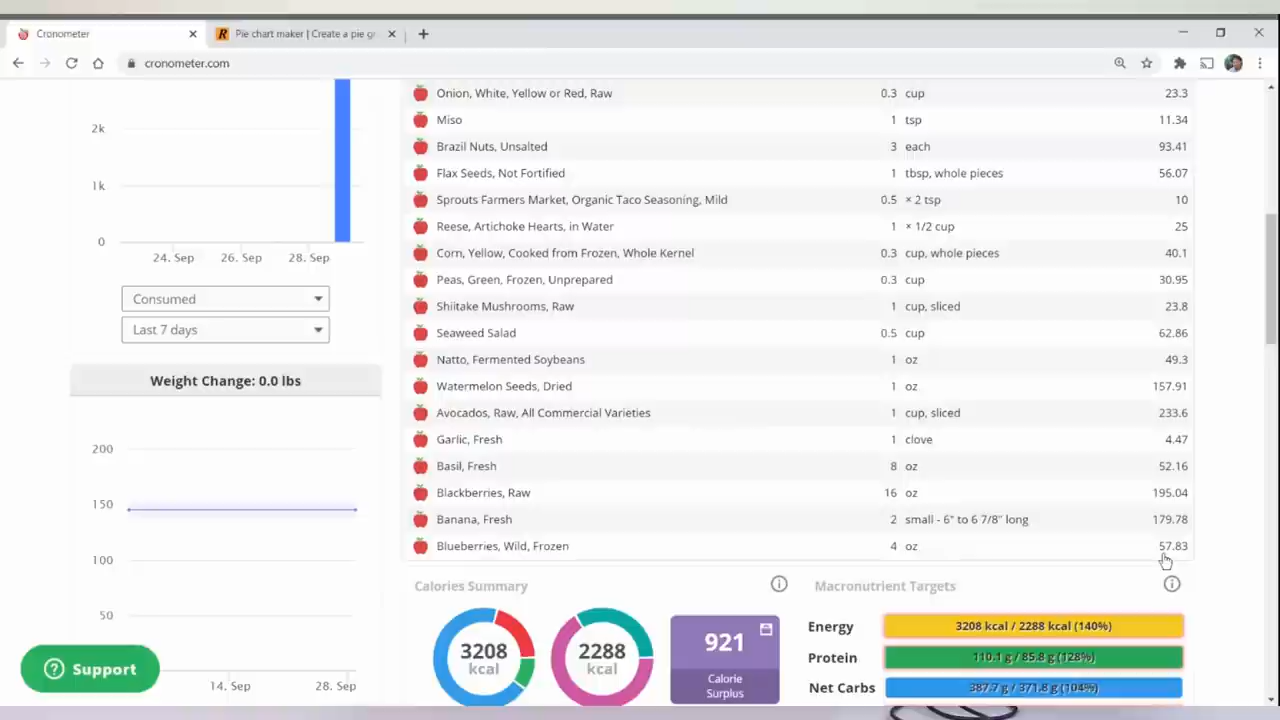 Cronometer
Pie chart maker | Create a pie gr
cronometer.com
2k
1k
0
24. Sep 26. Sep 28. Sep
Consumed
Last 7 days
Weight Change: 0.0 lbs
200
150
100
50
14. Sep 28. Sep
Support
Onion, White, Yellow or Red, Raw 0.3 cup 23.3
Miso 1 tsp 11.34
Brazil Nuts, Unsalted 3 each 93.41
Flax Seeds, Not Fortified 1 tbsp, whole pieces 56.07
Sprouts Farmers Market, Organic Taco Seasoning, Mild 0.5 × 2 tsp 10
Reese, Artichoke Hearts, in Water 1 × 1/2 cup 25
Corn, Yellow, Cooked from Frozen, Whole Kernel 0.3 cup, whole pieces 40.1
Peas, Green, Frozen, Unprepared 0.3 cup 30.95
Shiitake Mushrooms, Raw 1 cup, sliced 23.8
Seaweed Salad 0.5 cup 62.86
Natto, Fermented Soybeans 1 oz 49.3
Watermelon Seeds, Dried 1 oz 157.91
Avocados, Raw, All Commercial Varieties 1 cup, sliced 233.6
Garlic, Fresh 1 clove 4.47
Basil, Fresh 8 oz 52.16
Blackberries, Raw 16 oz 195.04
Banana, Fresh 2 small - 6" to 6 7/8" long 179.78
Blueberries, Wild, Frozen 4 oz 57.83
Calories Summary
3208
kcal
2288
kcal
921
Calorie
Surplus
Macronutrient Targets
Energy 3208 kcal / 2288 kcal (140%)
Protein 110.1 g / 85.8 g (128%)
Net Carbs 387.7 g / 371.8 g (104%)